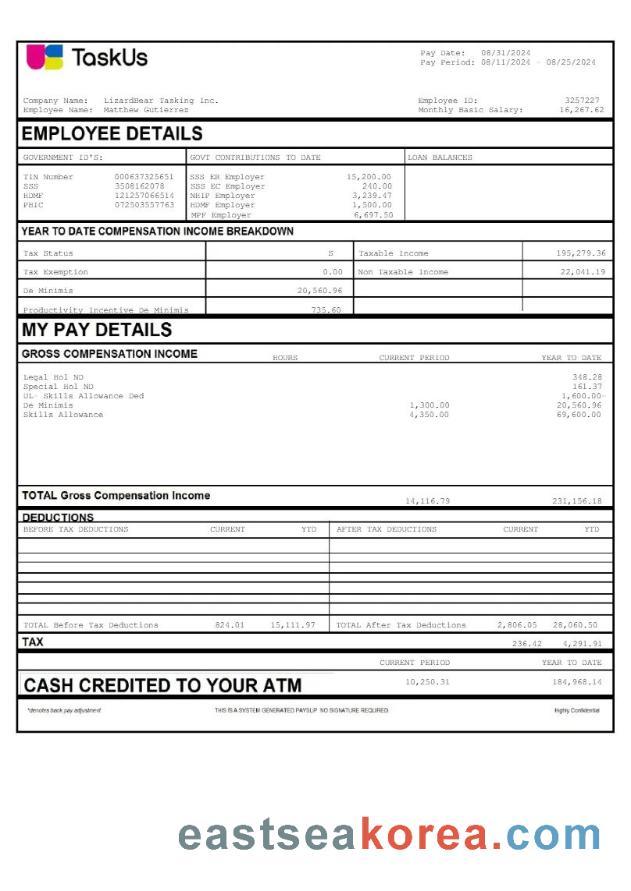 TaskUs
Pay Date: 08/31/2024
Pay Period: 08/11/2024 - 08/25/2024
Company Name: LizardBear Tasking Inc. Employee ID: 3257227
Employee Name: Matthew Gutierrez Monthly Basic Salary: 16,267.62
EMPLOYEE DETAILS
GOVERNMENT ID'S: GOVT CONTRIBUTIONS TO DATE LOAN BALANCES
TIN Number 000637325651 SSS ER Employer 15,200.00
SSS 3508162078 SSS EC Employer 240.00
HDMF 121257066514 NHIP Employer 3,239.47
PHIC 072503557763 HDMF Employer 1,500.00
MPF Employer 6,697.50
YEAR TO DATE COMPENSATION INCOME BREAKDOWN
Tax Status S Taxable Income 195,279.36
Tax Exemption 0.00 Non Taxable Income 22,041.19
De Minimis 20,560.96
Productivity Incentive De Minimis 735.60
MY PAY DETAILS
GROSS COMPENSATION INCOME HOURS CURRENT PERIOD YEAR TO DATE
Legal Hol ND 348.28
Special Hol ND 161.37
UL- Skills Allowance Ded 1,600.00-
De Minimis 1,300.00 20,560.96
Skills Allowance 4,350.00 69,600.00
TOTAL Gross Compensation Income 14,116.79 231,156.18
DEDUCTIONS
BEFORE TAX DEDUCTIONS CURRENT YTD AFTER TAX DEDUCTIONS CURRENT YTD
TOTAL Before Tax Deductions 824.01 15,111.97 TOTAL After Tax Deductions 2,806.05 28,060.50
TAX 236.42 4,291.91
CURRENT PERIOD YEAR TO DATE
CASH CREDITED TO YOUR ATM 10,250.31 184,968.14
*denotes back pay adjustment THIS IS A SYSTEM GENERATED PAYSLIP. NO SIGNATURE REQUIRED. Highly Confidential
eastseakorea.com